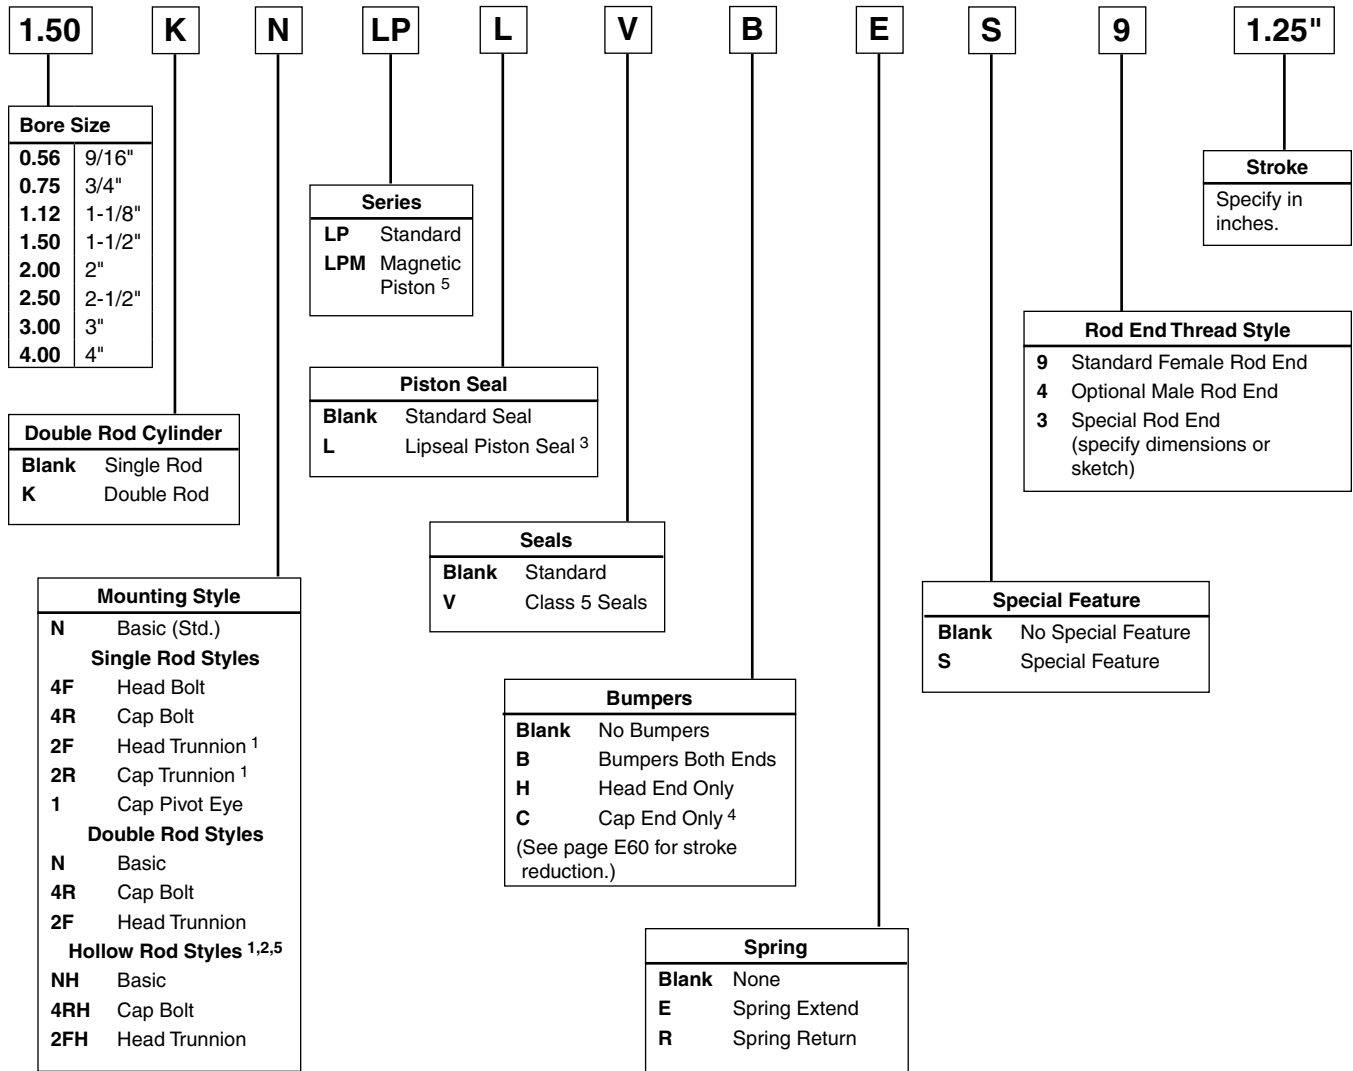 1.50 K N LP L V B E S 9 1.25"
Bore Size
0.56 9/16"
0.75 3/4"
1.12 1-1/8"
1.50 1-1/2"
2.00 2"
2.50 2-1/2"
3.00 3"
4.00 4"
Double Rod Cylinder
Blank Single Rod
K Double Rod
Mounting Style
N Basic (Std.)
Single Rod Styles
4F Head Bolt
4R Cap Bolt
2F Head Trunnion 1
2R Cap Trunnion 1
1 Cap Pivot Eye
Double Rod Styles
N Basic
4R Cap Bolt
2F Head Trunnion
Hollow Rod Styles 1,2,5
NH Basic
4RH Cap Bolt
2FH Head Trunnion
Series
LP Standard
LPM Magnetic
Piston 5
Piston Seal
Blank Standard Seal
L Lipseal Piston Seal 3
Seals
Blank Standard
V Class 5 Seals
Bumpers
Blank No Bumpers
B Bumpers Both Ends
H Head End Only
C Cap End Only 4
(See page E60 for stroke
reduction.)
Spring
Blank None
E Spring Extend
R Spring Return
Special Feature
Blank No Special Feature
S Special Feature
Rod End Thread Style
9 Standard Female Rod End
4 Optional Male Rod End
3 Special Rod End
(specify dimensions or
sketch)
Stroke
Specify in
inches.